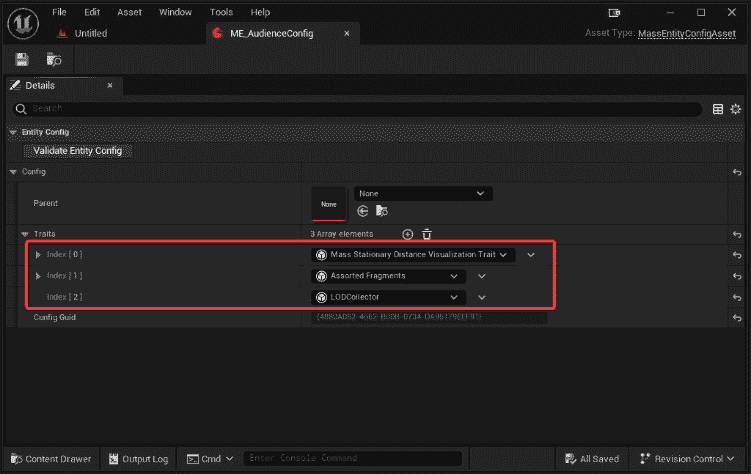 File Edit Asset Window Tools Help
Untitled ME_AudienceConfig Asset Type: MassEntityConfigAsset
Details
Search
Entity Config
Validate Entity Config
Config
Parent None None
Traits 3 Array elements
Index [ 0 ] Mass Stationary Distance Visualization Trait
Index [ 1 ] Assorted Fragments
Index [ 2 ] LODCollector
Config Guid
Content Drawer Output Log Cmd Enter Console Command All Saved Revision Control